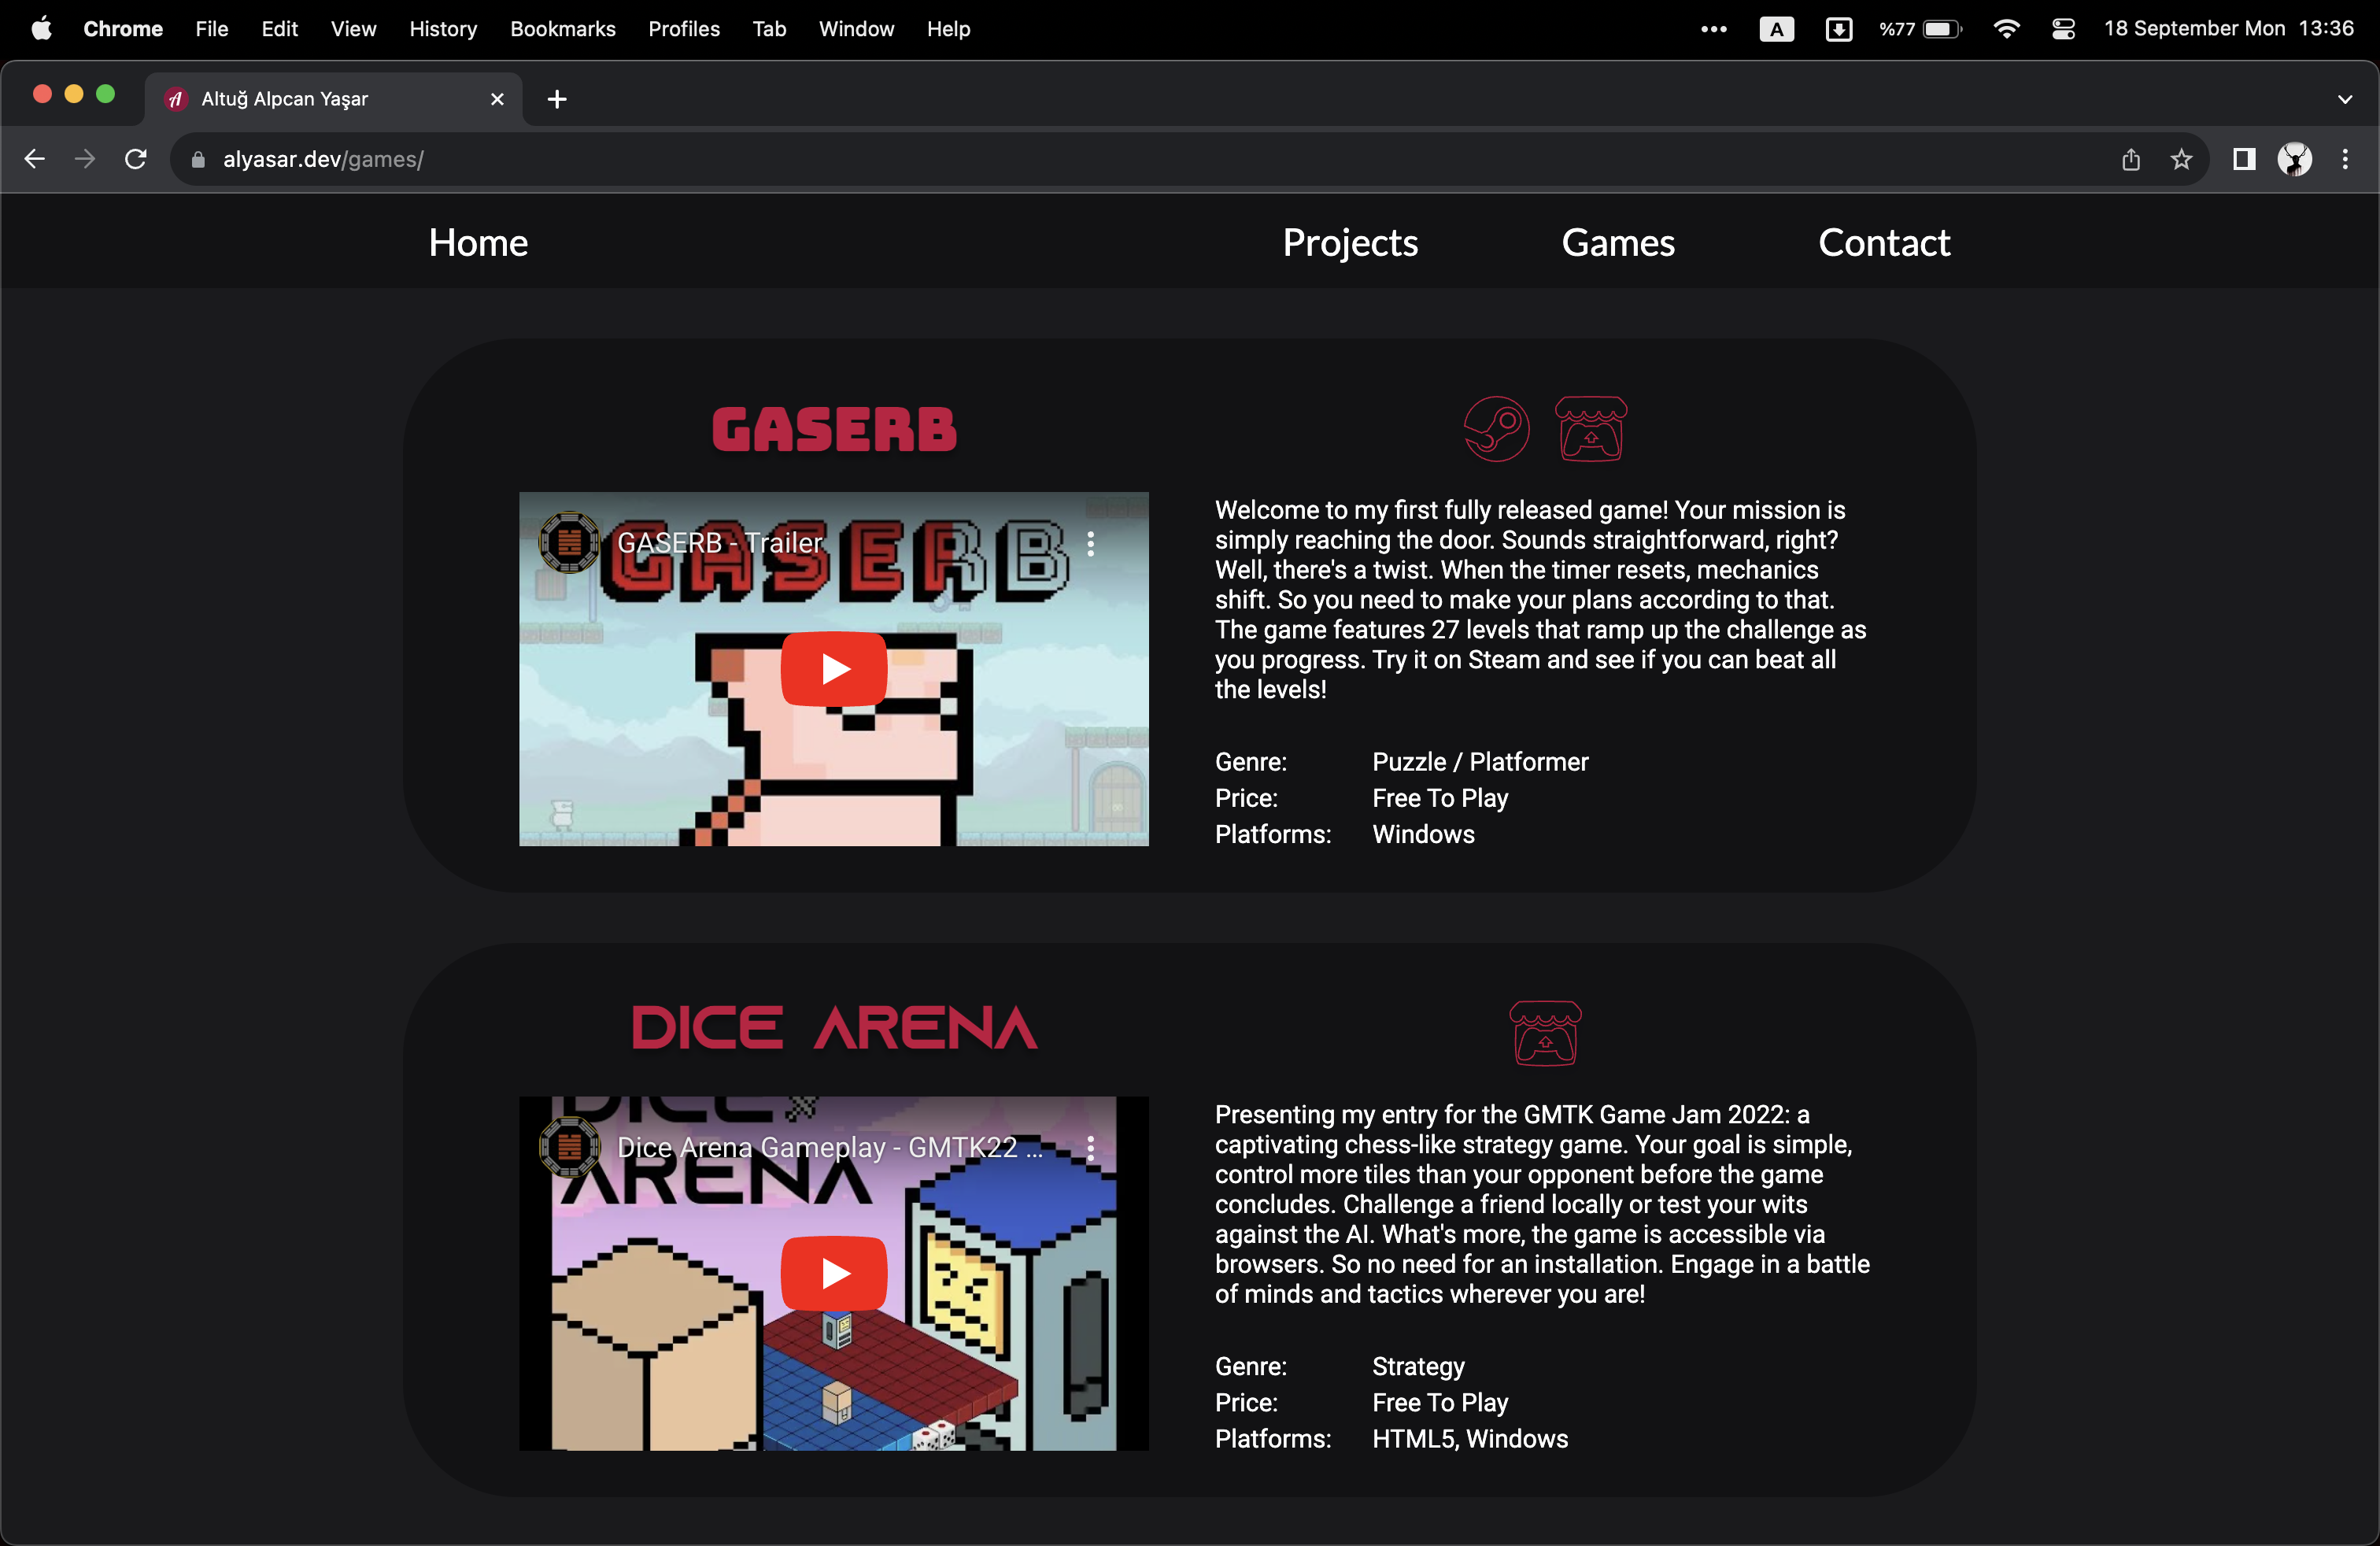 Chrome File Edit View History Bookmarks Profiles Tab Window Help
A %77 18 September Mon 13:36
Altuğ Alpcan Yaşar
alyasar.dev/games/
Home Projects Games Contact
GASERB
GASERB
GASERB - Trailer
Welcome to my first fully released game! Your mission is
simply reaching the door. Sounds straightforward, right?
Well, there's a twist. When the timer resets, mechanics
shift. So you need to make your plans according to that.
The game features 27 levels that ramp up the challenge as
you progress. Try it on Steam and see if you can beat all
the levels!
Genre: Puzzle / Platformer
Price: Free To Play
Platforms: Windows
DICE ARENA
DICE
Dice Arena Gameplay - GMTK22 ...
ARENA
Presenting my entry for the GMTK Game Jam 2022: a
captivating chess-like strategy game. Your goal is simple,
control more tiles than your opponent before the game
concludes. Challenge a friend locally or test your wits
against the AI. What's more, the game is accessible via
browsers. So no need for an installation. Engage in a battle
of minds and tactics wherever you are!
Genre: Strategy
Price: Free To Play
Platforms: HTML5, Windows